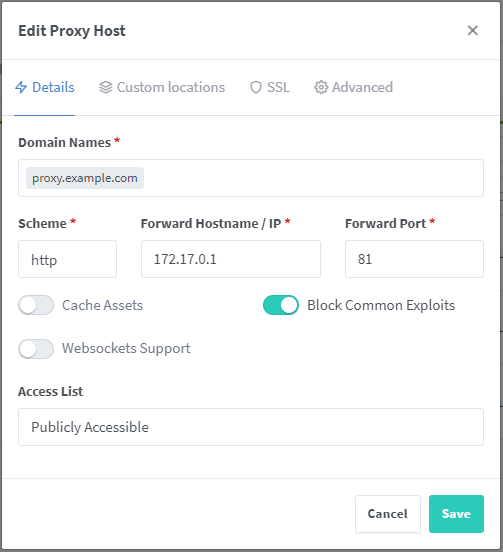 Edit Proxy Host
Details Custom locations SSL Advanced
Domain Names *
proxy.example.com
Scheme * Forward Hostname / IP * Forward Port *
http 172.17.0.1 81
Cache Assets Block Common Exploits
Websockets Support
Access List
Publicly Accessible
Cancel Save